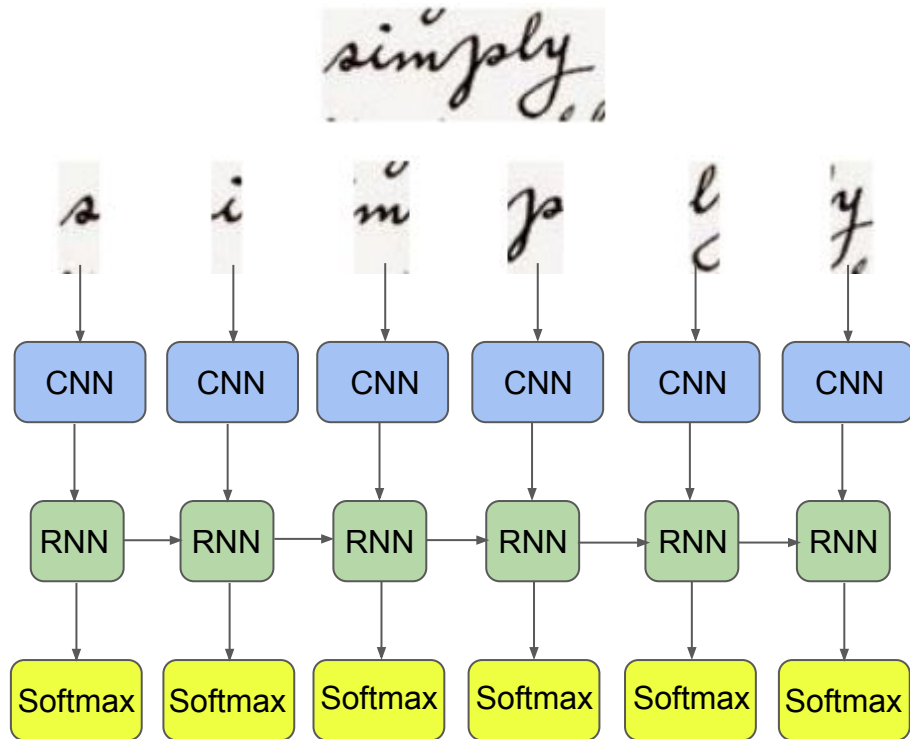 simply
s i m p l y
CNN CNN CNN CNN CNN CNN
RNN RNN RNN RNN RNN RNN
Softmax Softmax Softmax Softmax Softmax Softmax